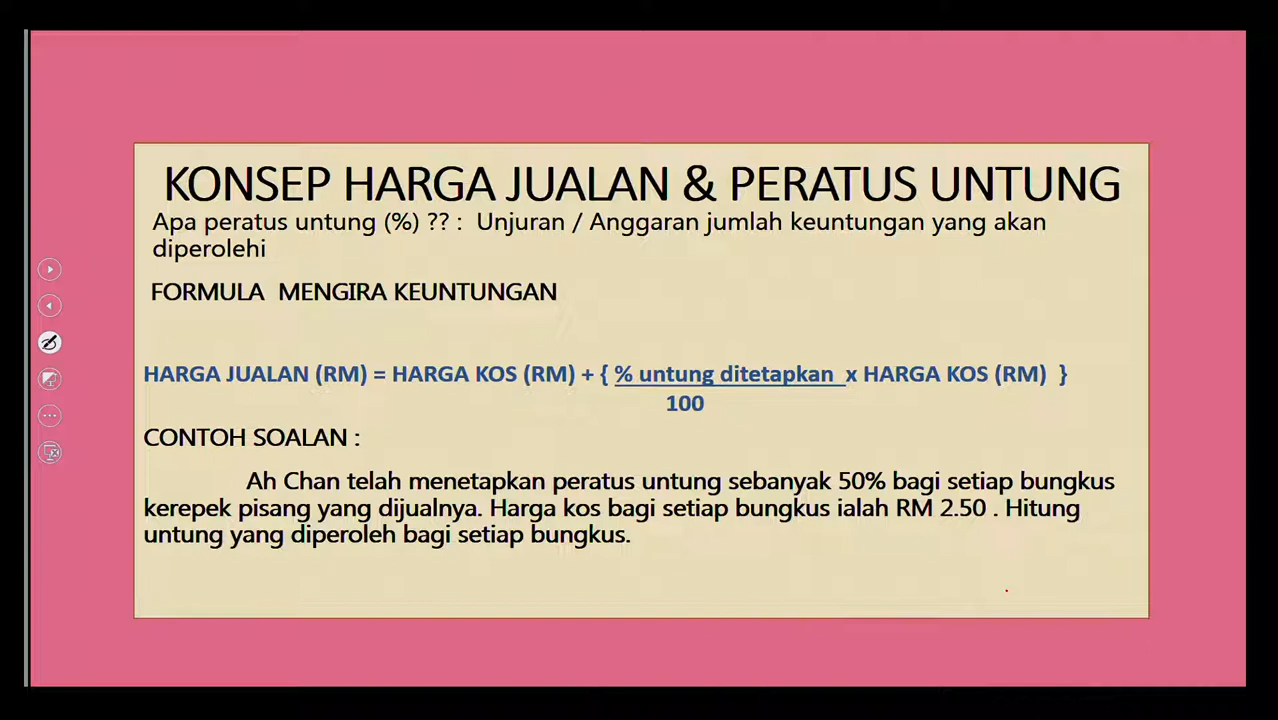 KONSEP HARGA JUALAN & PERATUS UNTUNG
Apa peratus untung (%) ?? : Unjuran / Anggaran jumlah keuntungan yang akan
diperolehi
FORMULA MENGIRA KEUNTUNGAN
HARGA JUALAN (RM) = HARGA KOS (RM) + { % untung ditetapkan x HARGA KOS (RM) }
100
CONTOH SOALAN :
Ah Chan telah menetapkan peratus untung sebanyak 50% bagi setiap bungkus
kerepek pisang yang dijualnya. Harga kos bagi setiap bungkus ialah RM 2.50 . Hitung
untung yang diperoleh bagi setiap bungkus.